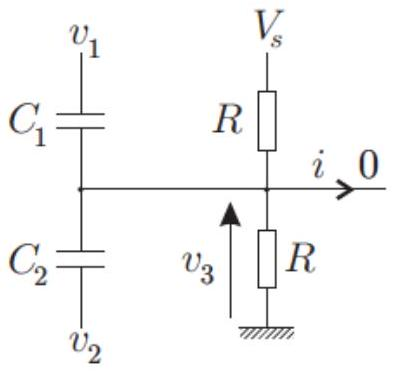 v₁
Vₛ
C₁
R
i
0
C₂
v₃
R
v₂